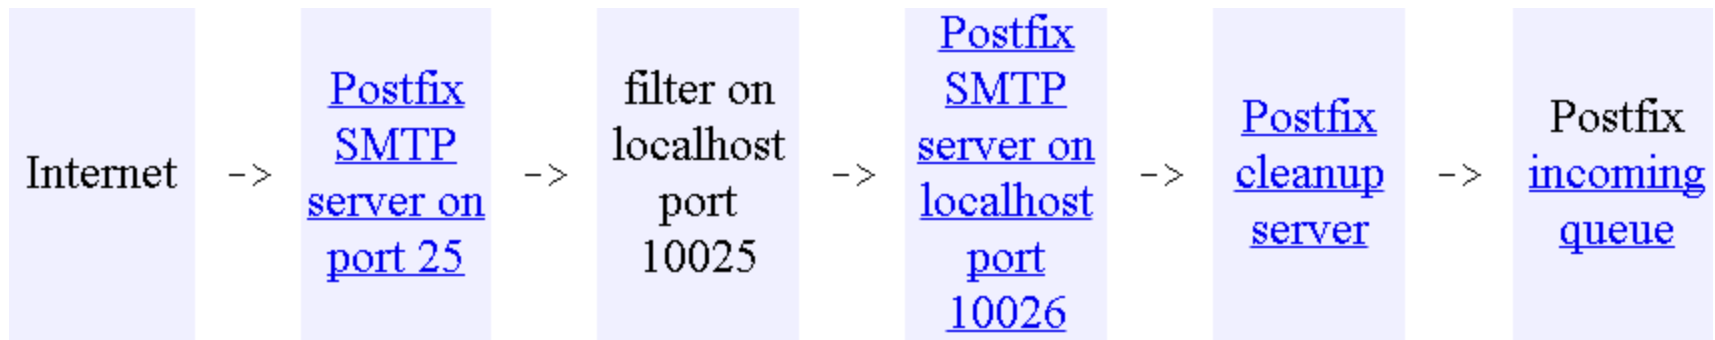 Internet
->
Postfix
SMTP
server on
port 25
->
filter on
localhost
port
10025
->
Postfix
SMTP
server on
localhost
port
10026
->
Postfix
cleanup
server
->
Postfix
incoming
queue